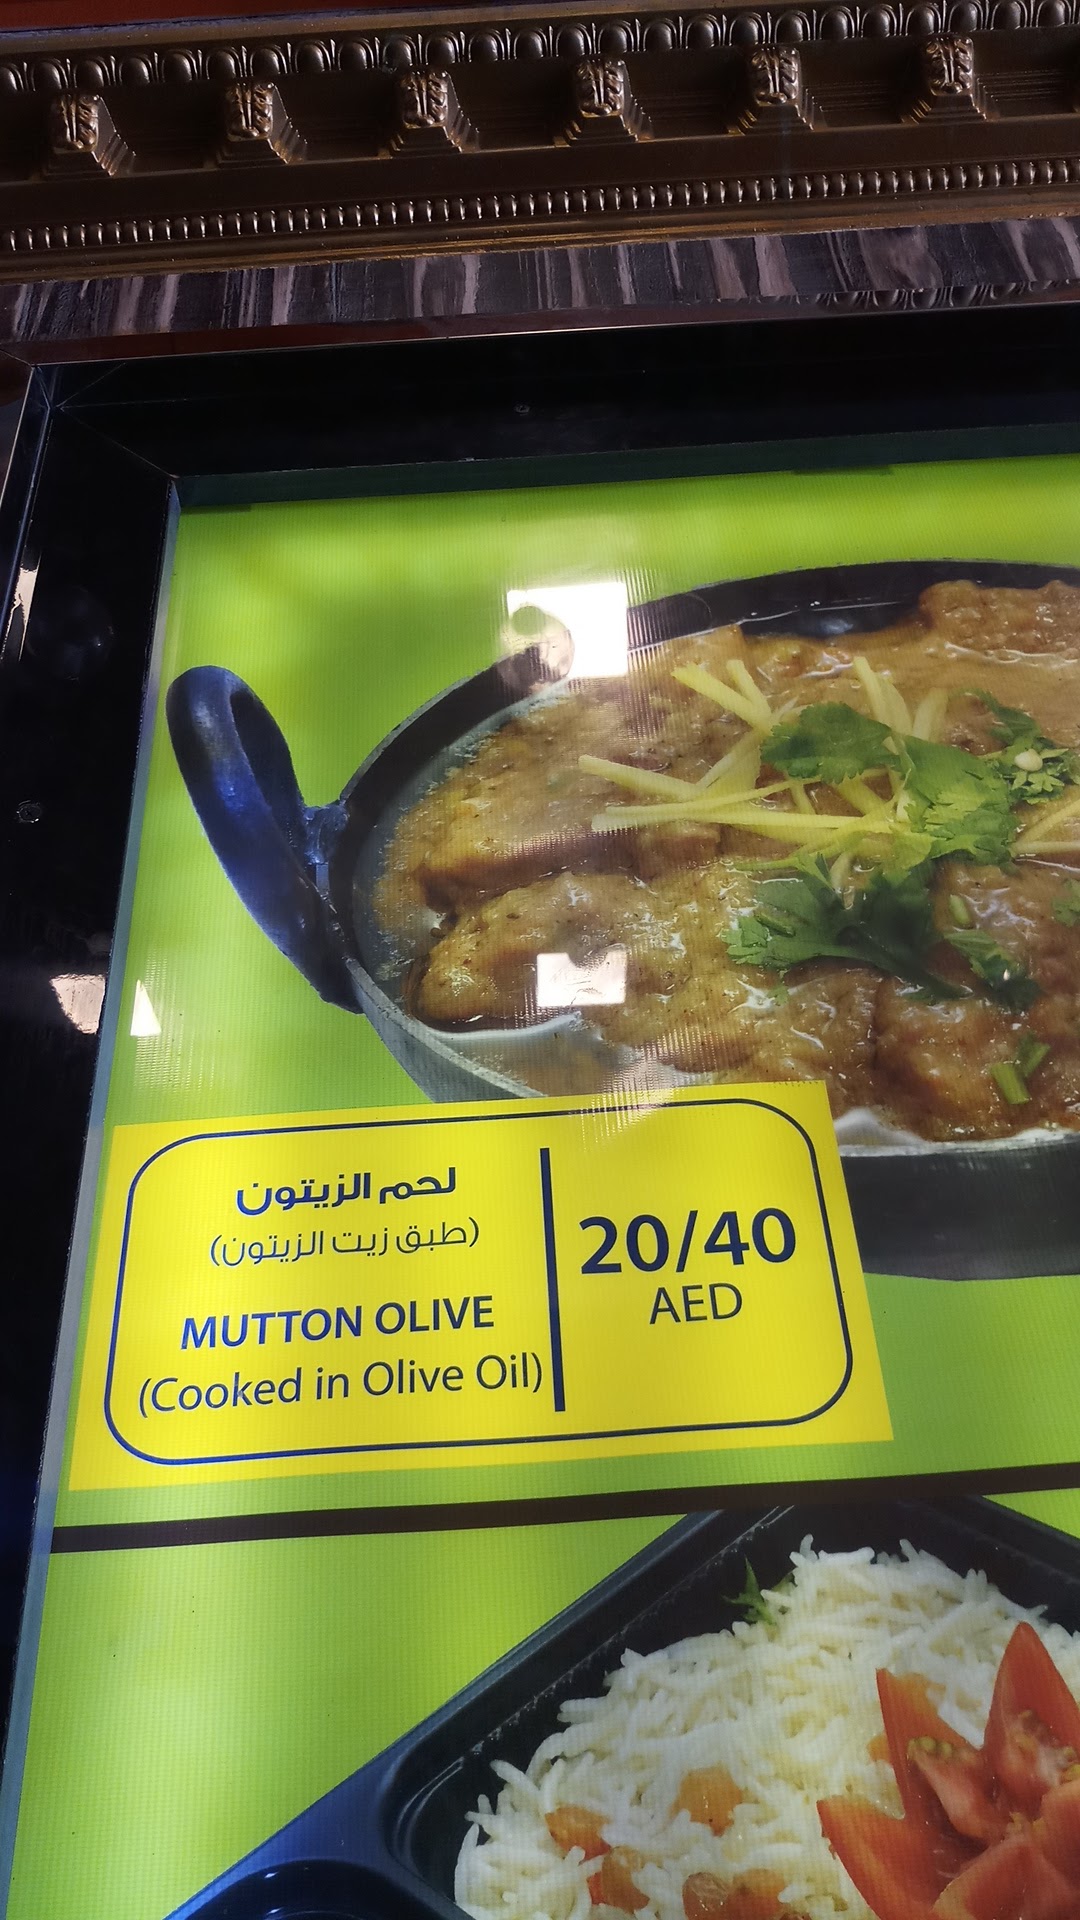 لحم الزيتون
(طبق زيت الزيتون)
MUTTON OLIVE
(Cooked in Olive Oil)
20/40
AED